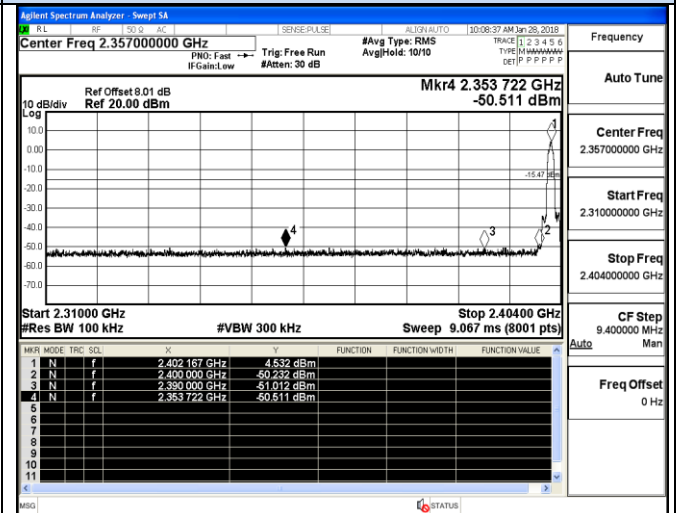 Agilent Spectrum Analyzer - Swept SA
RL RF 50 Ω AC SENSE:PULSE ALIGN AUTO 10:08:37 AM Jan 28, 2018
Center Freq 2.357000000 GHz
PNO: Fast
IFGain:Low
Trig: Free Run
#Atten: 30 dB
#Avg Type: RMS
Avg|Hold: 10/10
TRACE 1 2 3 4 5 6
TYPE M
DET P P P P P P
Mkr4 2.353 722 GHz
-50.511 dBm
Ref Offset 8.01 dB
10 dB/div Ref 20.00 dBm
Log
10.0
0.00
-10.0
-20.0
-30.0
-40.0
-50.0
-60.0
-70.0
1
-15.47 dBm
4
3
2
Start 2.31000 GHz Stop 2.40400 GHz
#Res BW 100 kHz #VBW 300 kHz Sweep 9.067 ms (8001 pts)
MKR MODE TRC SCL X Y FUNCTION FUNCTION WIDTH FUNCTION VALUE
1 N f 2.402 167 GHz 4.532 dBm
2 N f 2.400 000 GHz -50.232 dBm
3 N f 2.390 000 GHz -51.012 dBm
4 N f 2.353 722 GHz -50.511 dBm
5
6
7
8
9
10
11
MSG STATUS
Frequency
Auto Tune
Center Freq
2.357000000 GHz
Start Freq
2.310000000 GHz
Stop Freq
2.404000000 GHz
CF Step
9.400000 MHz
Auto Man
Freq Offset
0 Hz